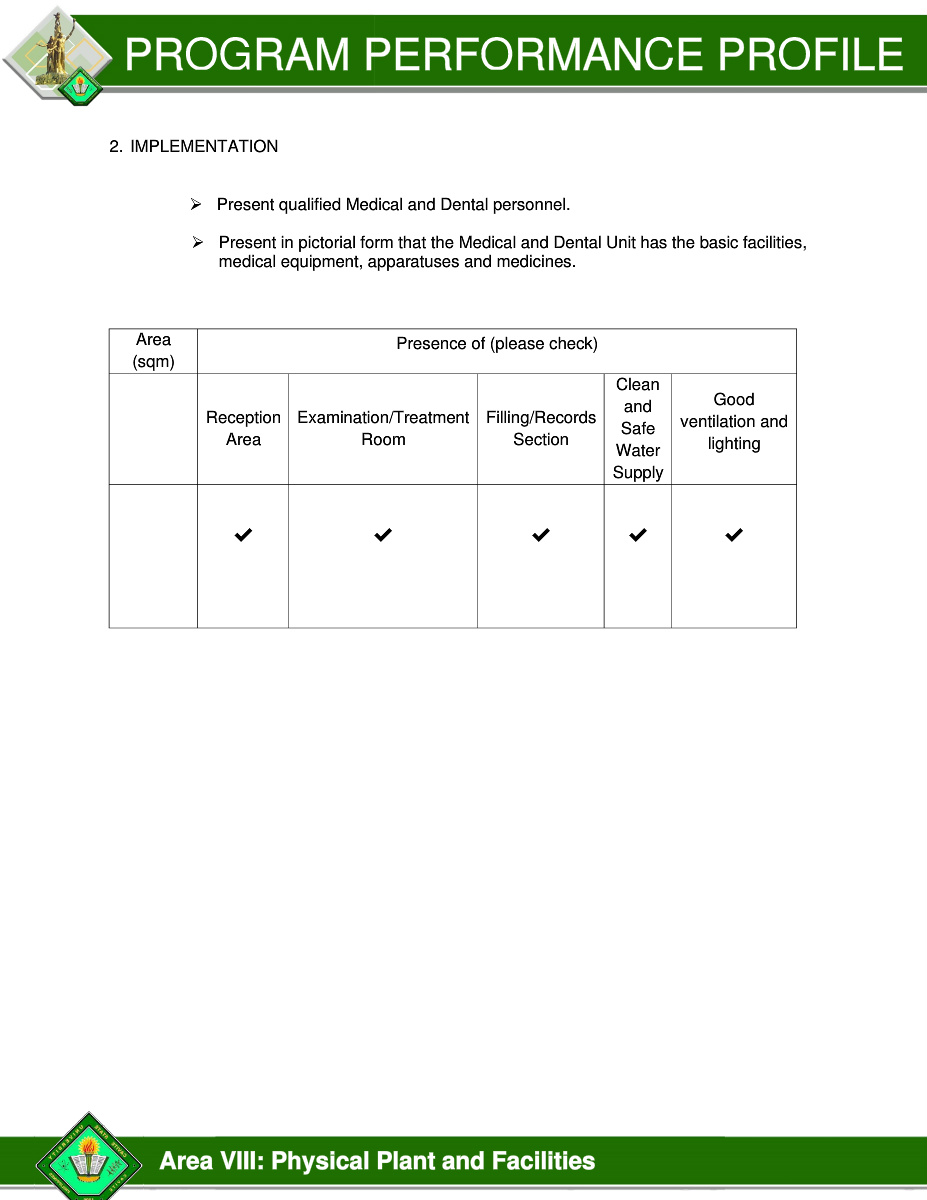 PROGRAM PERFORMANCE PROFILE
2. IMPLEMENTATION
➢ Present qualified Medical and Dental personnel.
➢ Present in pictorial form that the Medical and Dental Unit has the basic facilities,
medical equipment, apparatuses and medicines.
Area
(sqm)
Presence of (please check)
Reception
Area
Examination/Treatment
Room
Filling/Records
Section
Clean
and
Safe
Water
Supply
Good
ventilation and
lighting
✔ ✔ ✔ ✔ ✔
Area VIII: Physical Plant and Facilities